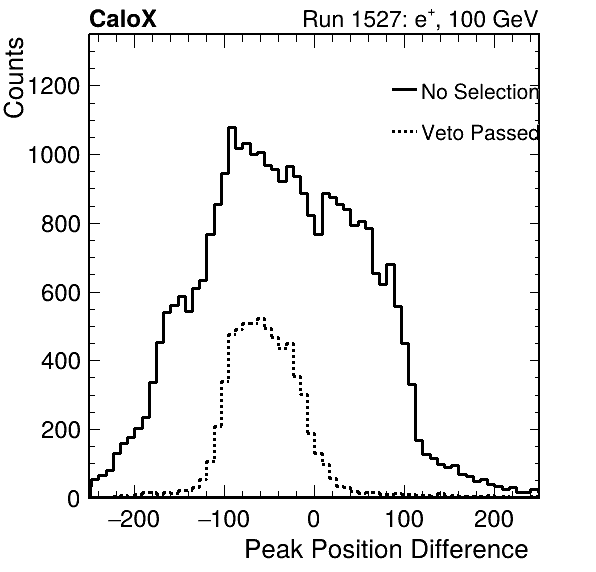 CaloX Run 1527: e+, 100 GeV
Counts
1200
1000
800
600
400
200
0
No Selection
Veto Passed
−200 −100 0 100 200
Peak Position Difference